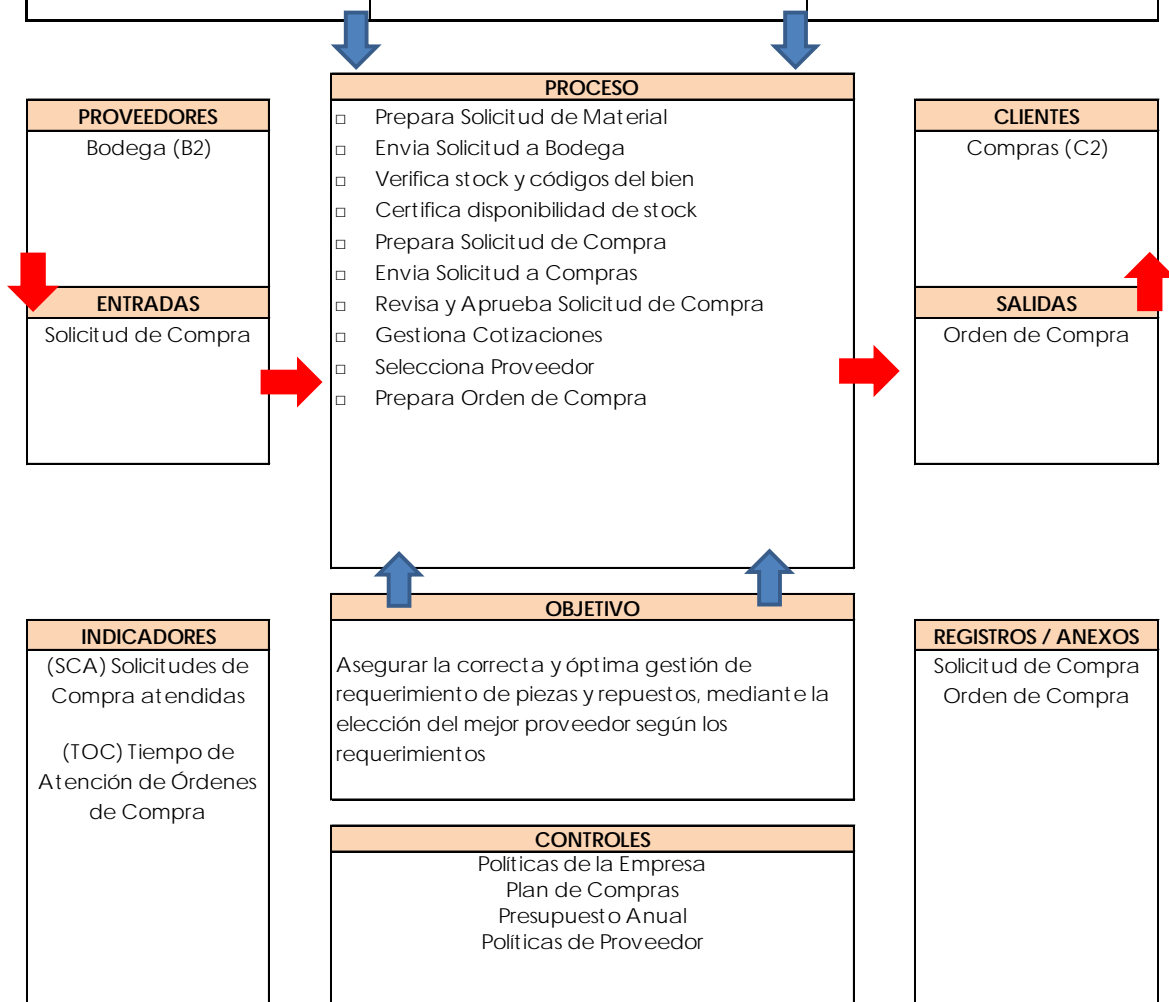 PROCESO
Prepara Solicitud de Material
Envia Solicitud a Bodega
Verifica stock y códigos del bien
Certifica disponibilidad de stock
Prepara Solicitud de Compra
Envia Solicitud a Compras
Revisa y Aprueba Solicitud de Compra
Gestiona Cotizaciones
Selecciona Proveedor
Prepara Orden de Compra
PROVEEDORES
Bodega (B2)
ENTRADAS
Solicitud de Compra
CLIENTES
Compras (C2)
SALIDAS
Orden de Compra
INDICADORES
(SCA) Solicitudes de
Compra atendidas
(TOC) Tiempo de
Atención de Órdenes
de Compra
OBJETIVO
Asegurar la correcta y óptima gestión de
requerimiento de piezas y repuestos, mediante la
elección del mejor proveedor según los
requerimientos
CONTROLES
Políticas de la Empresa
Plan de Compras
Presupuesto Anual
Políticas de Proveedor
REGISTROS / ANEXOS
Solicitud de Compra
Orden de Compra